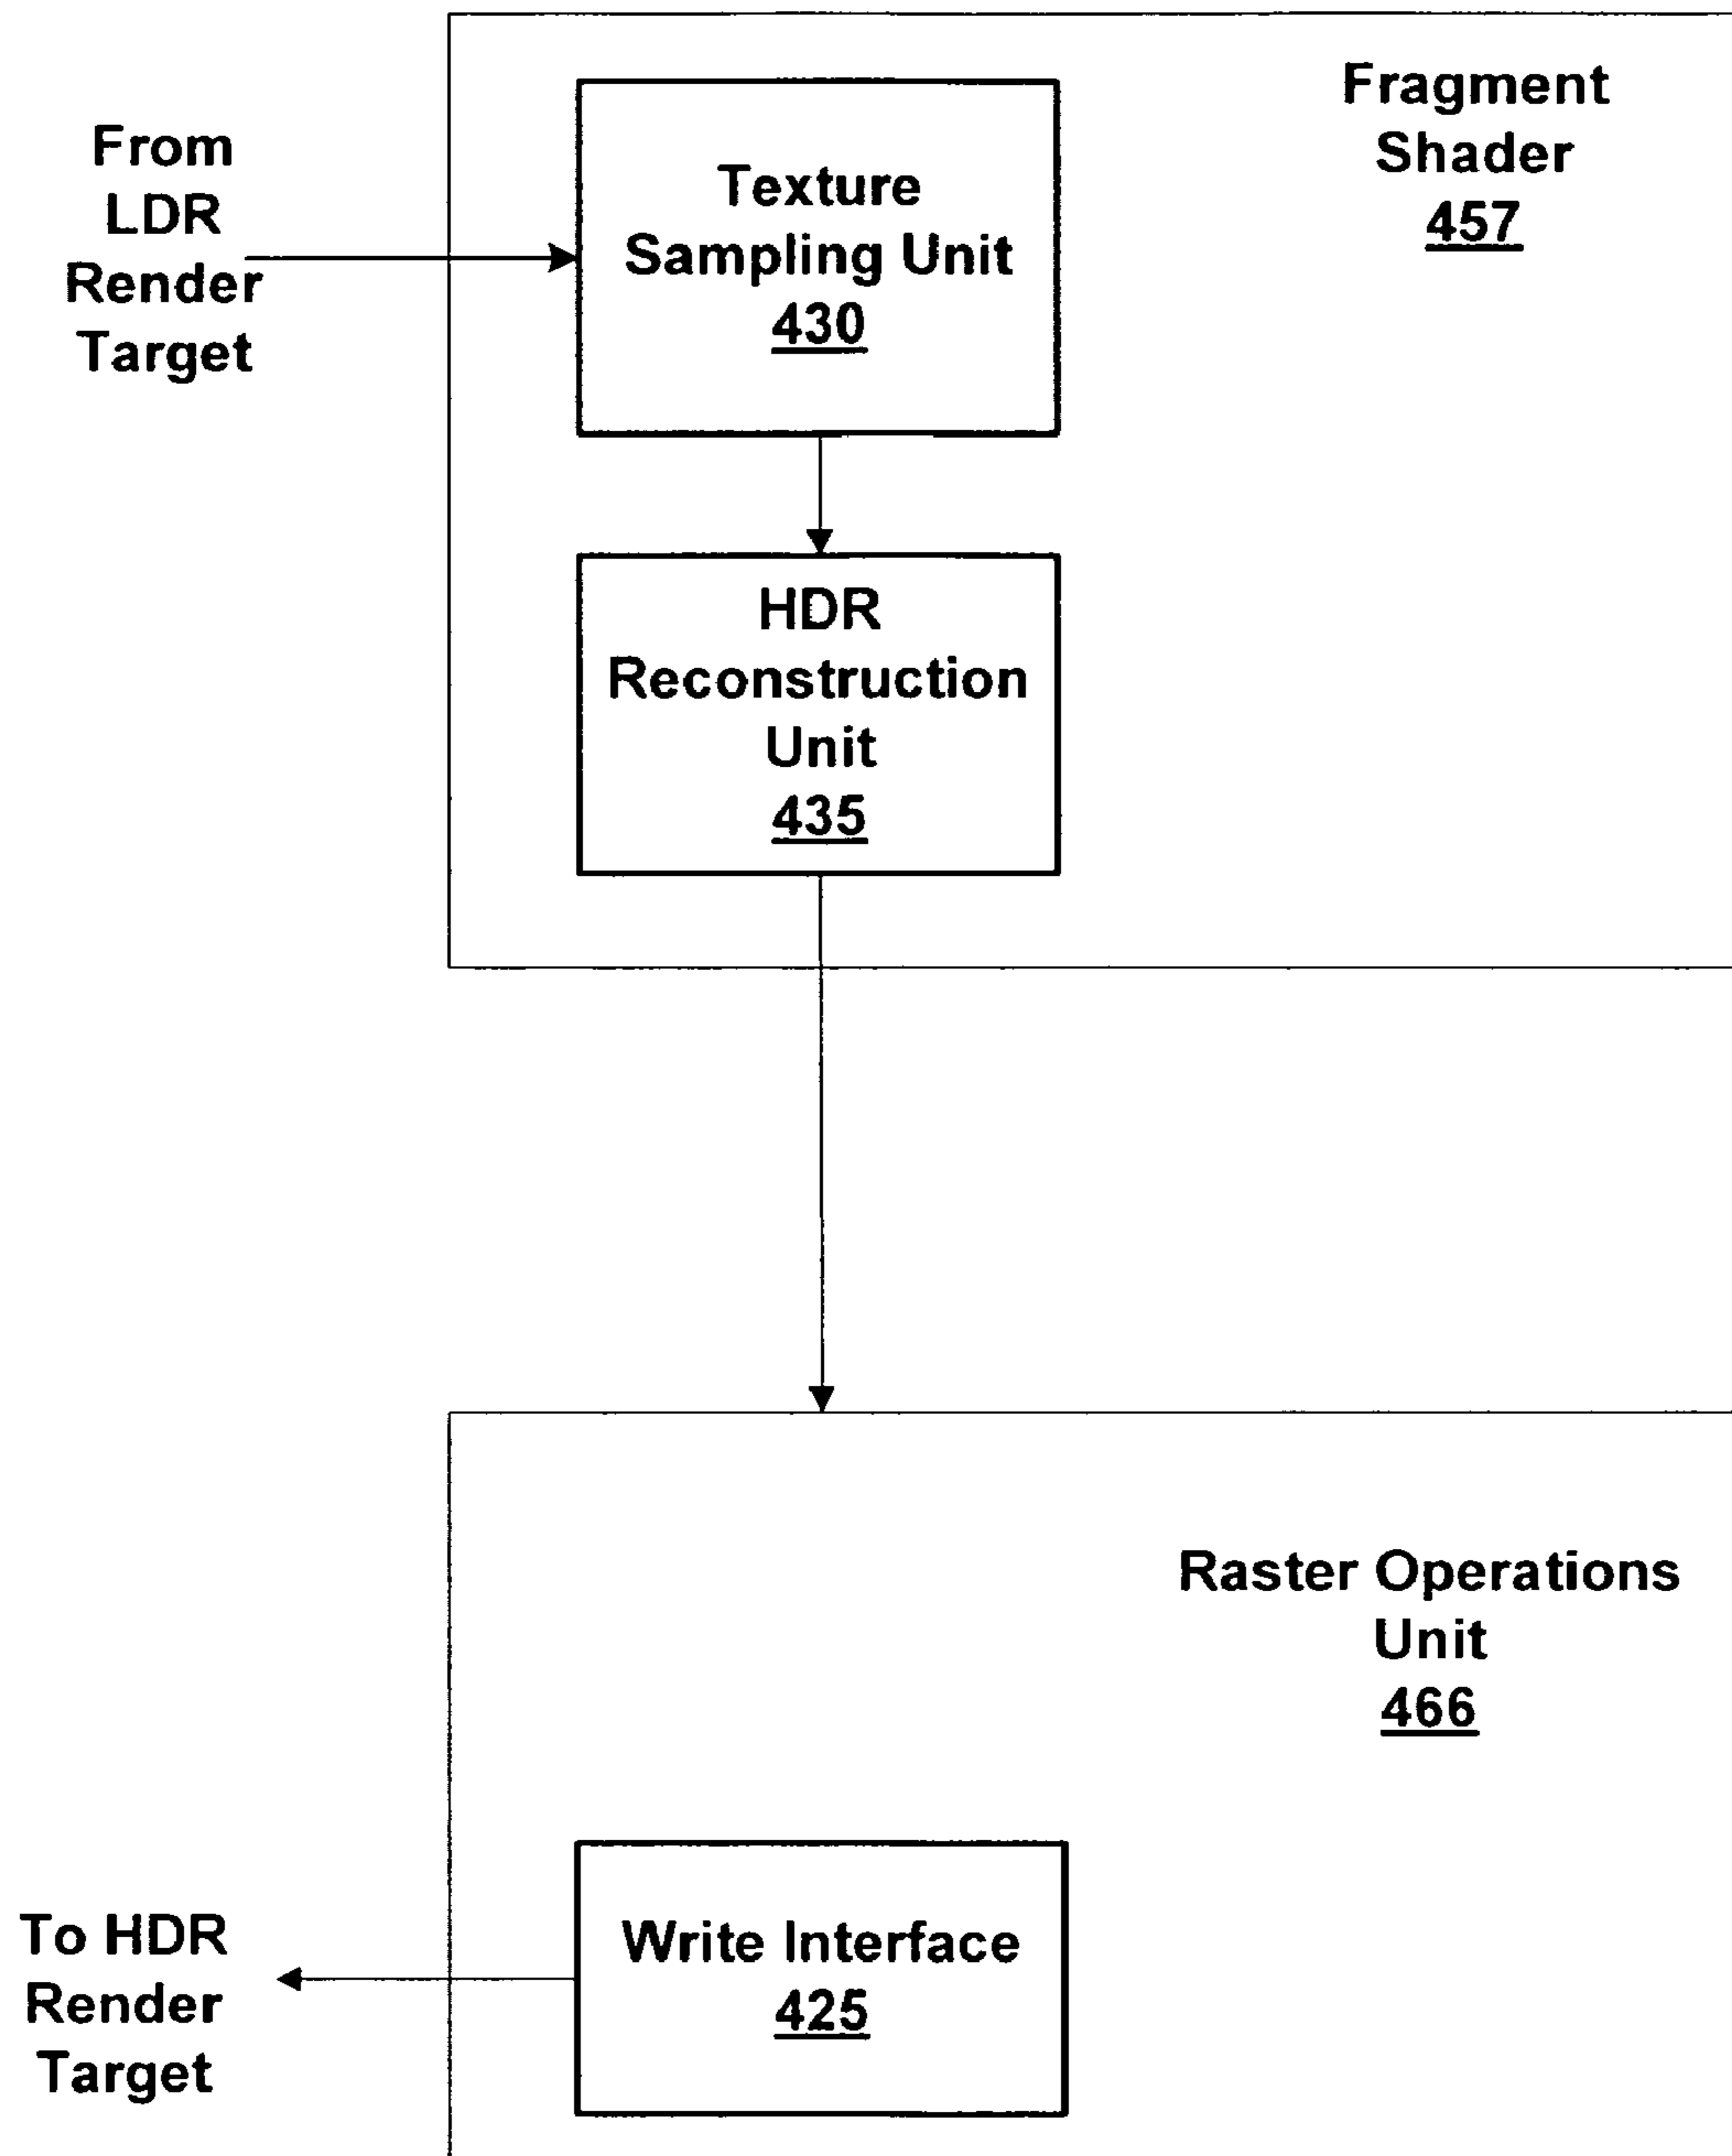 Fragment
Shader
457
From
LDR
Render
Target
Texture
Sampling Unit
430
HDR
Reconstruction
Unit
435
Raster Operations
Unit
466
To HDR
Render
Target
Write Interface
425